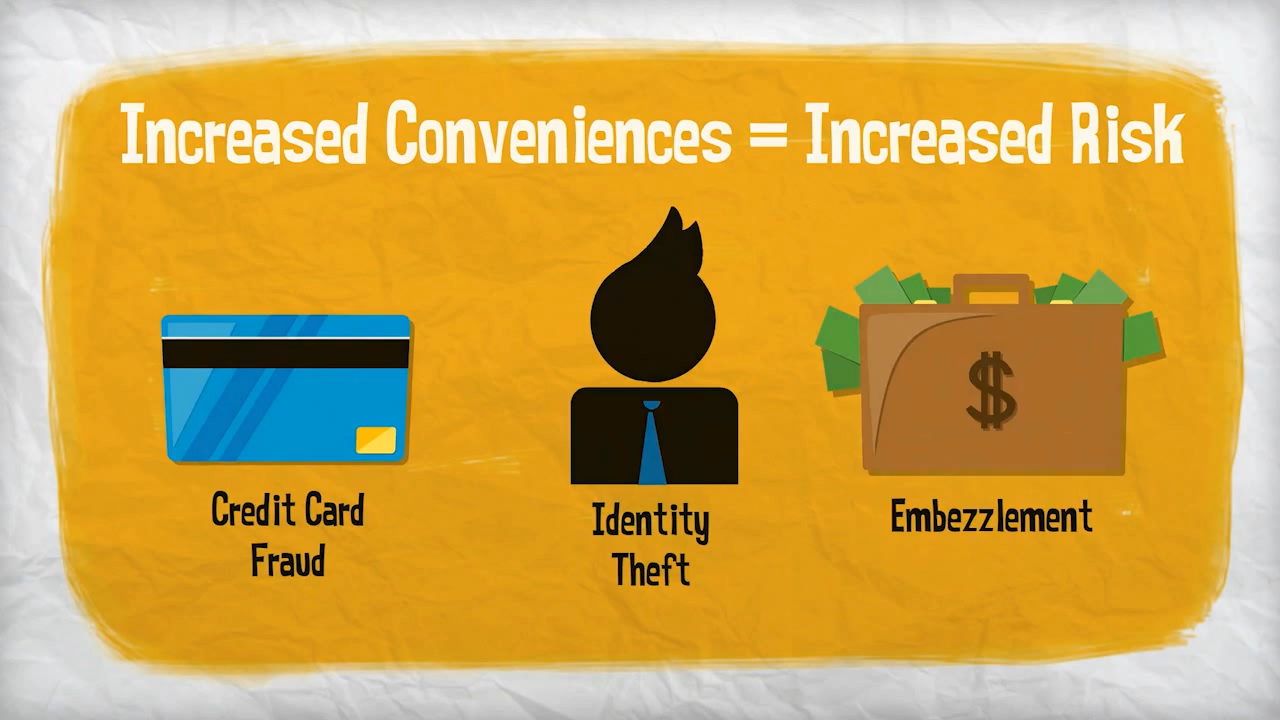 Increased Conveniences = Increased Risk
Credit Card
Fraud
Identity
Theft
$
Embezzlement